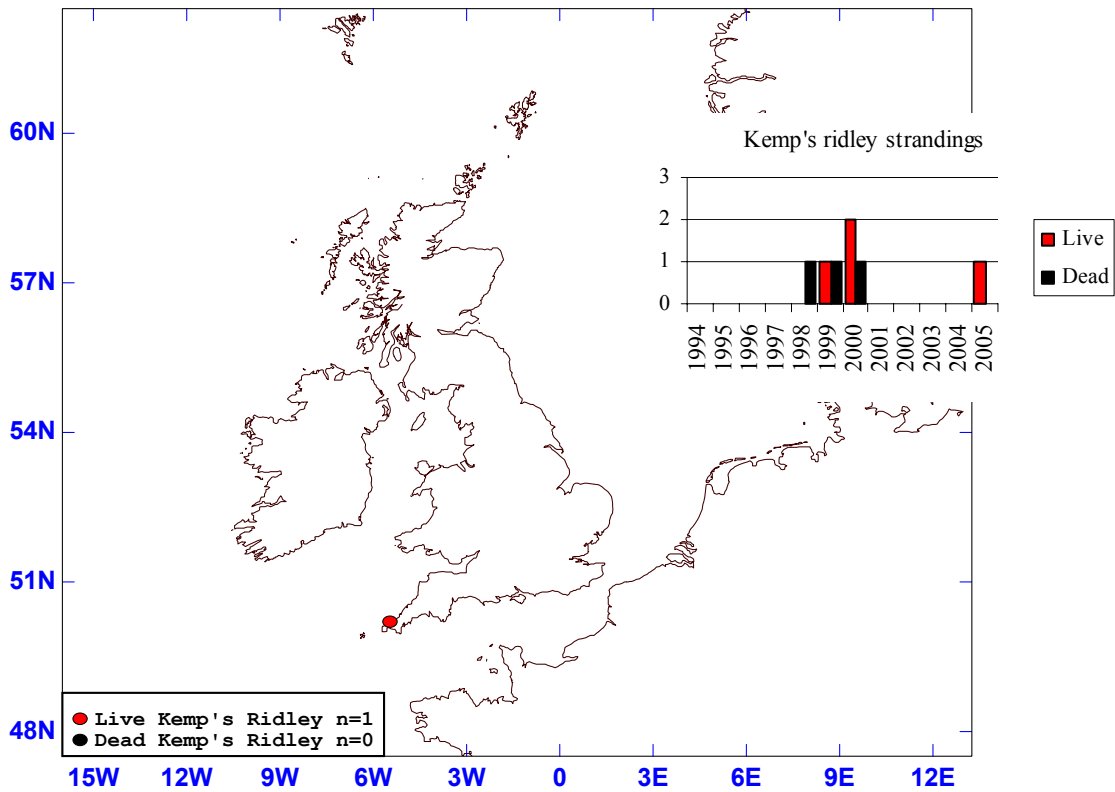 60N
57N
54N
51N
48N
15W 12W 9W 6W 3W 0 3E 6E 9E 12E
Kemp's ridley strandings
3
2
1
0
1994 1995 1996 1997 1998 1999 2000 2001 2002 2003 2004 2005
Live
Dead
Live Kemp's Ridley n=1
Dead Kemp's Ridley n=0